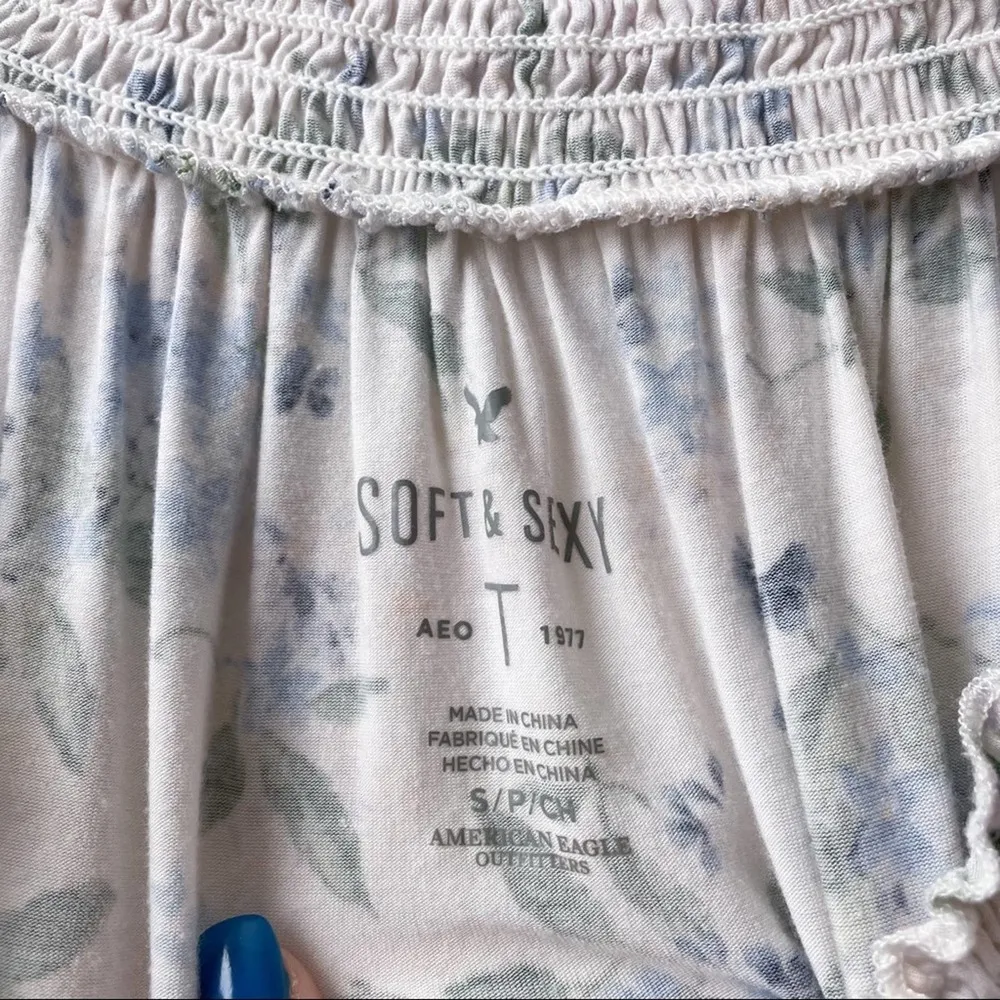 SOFT & SEXY
AEO T 1977
MADE IN CHINA
FABRIQUÉ EN CHINE
HECHO EN CHINA
S/P/CH
AMERICAN EAGLE
OUTFITTERS